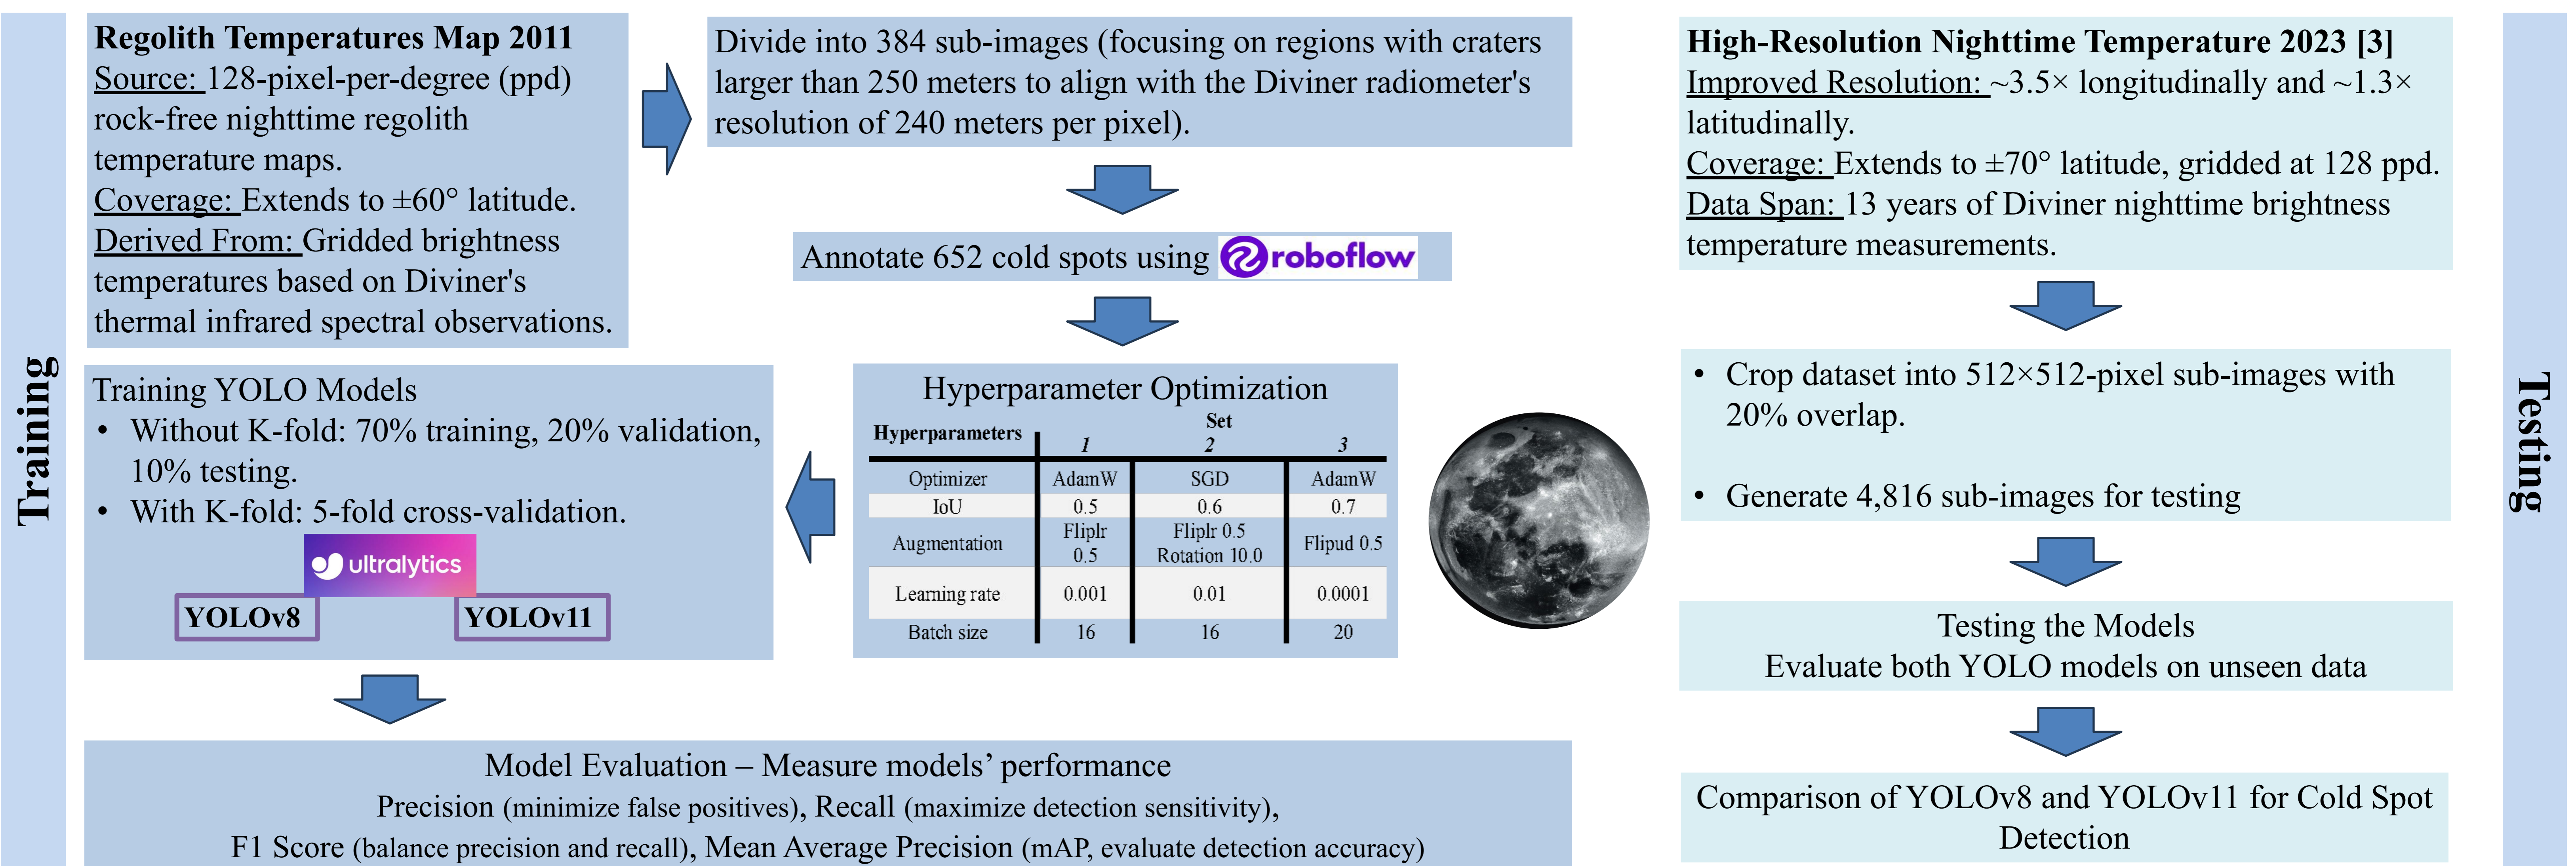 Training
Regolith Temperatures Map 2011
Source: 128-pixel-per-degree (ppd)
rock-free nighttime regolith
temperature maps.
Coverage: Extends to ±60° latitude.
Derived From: Gridded brightness
temperatures based on Diviner's
thermal infrared spectral observations.
Divide into 384 sub-images (focusing on regions with craters
larger than 250 meters to align with the Diviner radiometer's
resolution of 240 meters per pixel).
Annotate 652 cold spots using roboflow
Hyperparameter Optimization
Set
Hyperparameters 1 2 3
Optimizer AdamW SGD AdamW
IoU 0.5 0.6 0.7
Augmentation Fliplr 0.5 Fliplr 0.5 Rotation 10.0 Flipud 0.5
Learning rate 0.001 0.01 0.0001
Batch size 16 16 20
Training YOLO Models
• Without K-fold: 70% training, 20% validation,
10% testing.
• With K-fold: 5-fold cross-validation.
ultralytics
YOLOv8 YOLOv11
Model Evaluation – Measure models’ performance
Precision (minimize false positives), Recall (maximize detection sensitivity),
F1 Score (balance precision and recall), Mean Average Precision (mAP, evaluate detection accuracy)
High-Resolution Nighttime Temperature 2023 [3]
Improved Resolution: ~3.5× longitudinally and ~1.3×
latitudinally.
Coverage: Extends to ±70° latitude, gridded at 128 ppd.
Data Span: 13 years of Diviner nighttime brightness
temperature measurements.
• Crop dataset into 512×512-pixel sub-images with
20% overlap.
• Generate 4,816 sub-images for testing
Testing the Models
Evaluate both YOLO models on unseen data
Comparison of YOLOv8 and YOLOv11 for Cold Spot
Detection
Testing